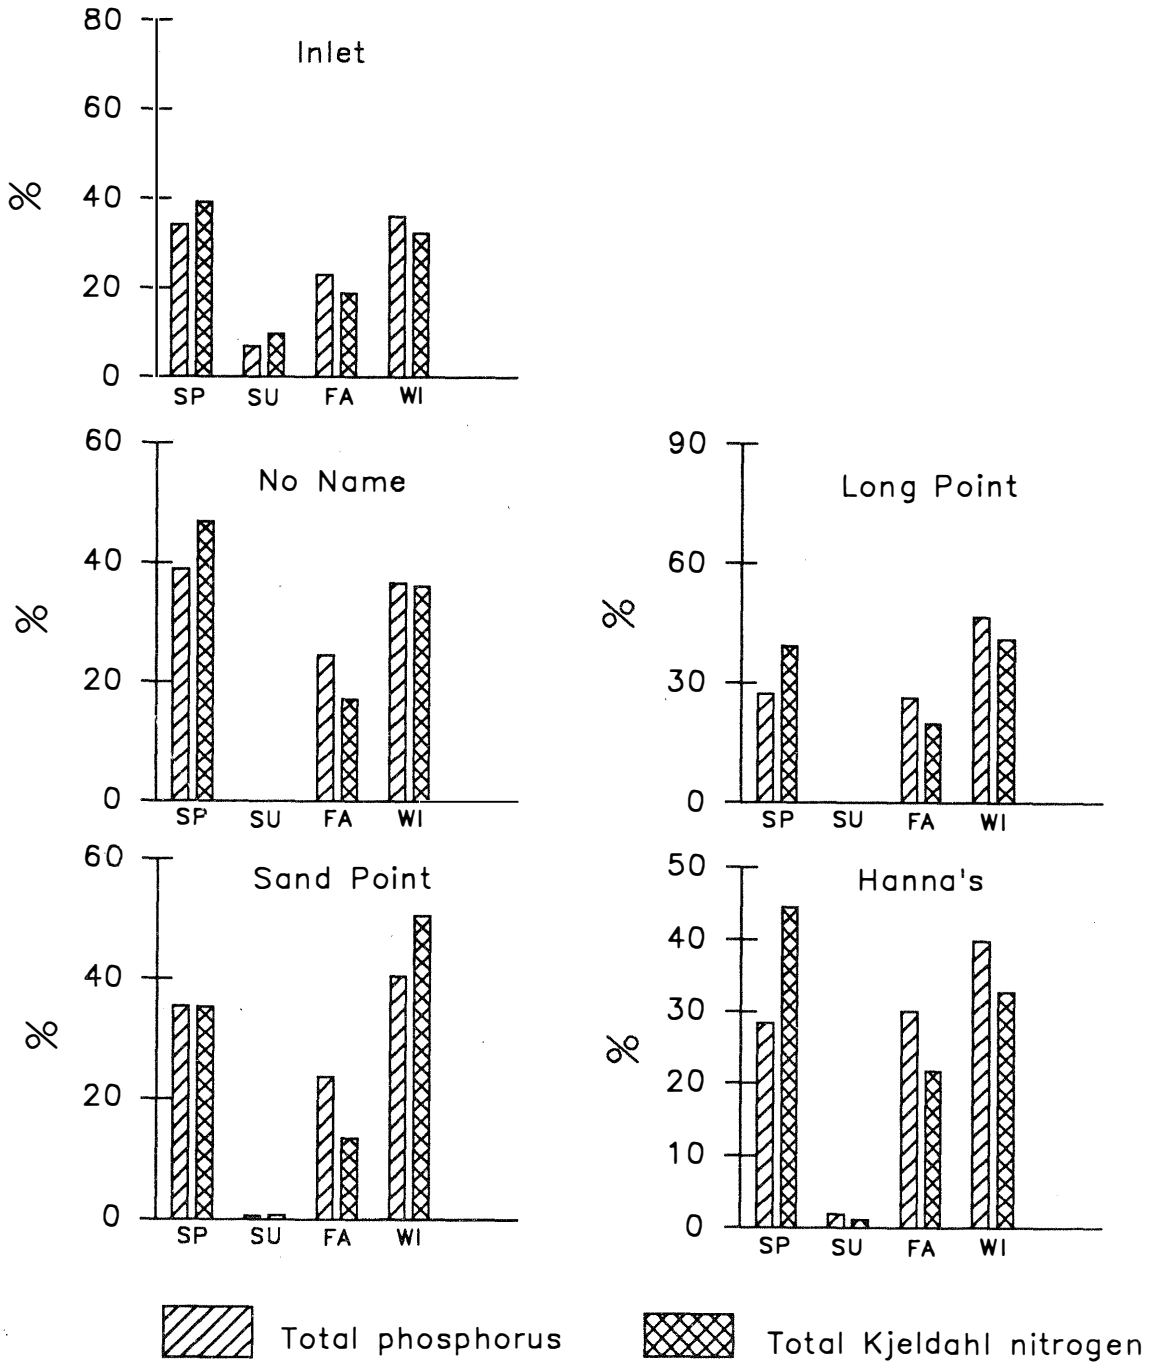 Inlet
80
60
40
20
0
%
SP SU FA WI
No Name
60
40
20
0
%
SP SU FA WI
Long Point
90
60
30
0
%
SP SU FA WI
Sand Point
60
40
20
0
%
SP SU FA WI
Hanna's
50
40
30
20
10
0
%
SP SU FA WI
Total phosphorus
Total Kjeldahl nitrogen